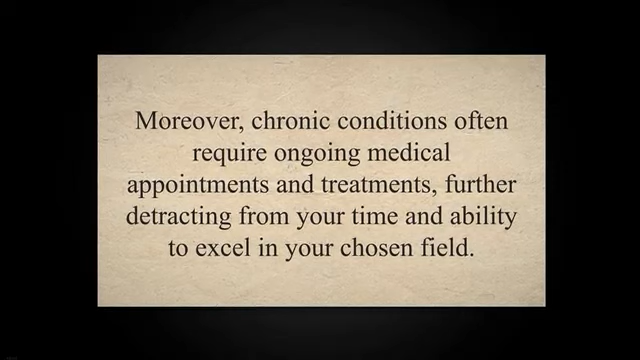 Moreover, chronic conditions often
require ongoing medical
appointments and treatments, further
detracting from your time and ability
to excel in your chosen field.